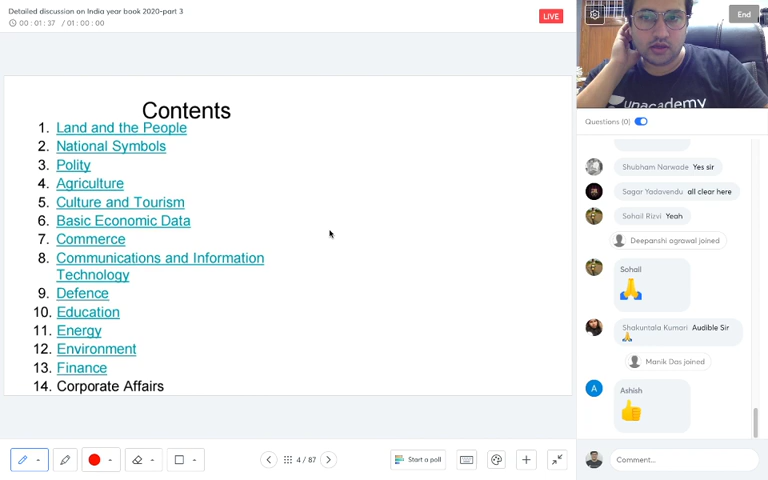 Detailed discussion on India year book 2020-part 3
00 : 01 : 37 / 01 : 00 : 00
LIVE
End
unacademy
Questions (0)
Contents
1. Land and the People
2. National Symbols
3. Polity
4. Agriculture
5. Culture and Tourism
6. Basic Economic Data
7. Commerce
8. Communications and Information
Technology
9. Defence
10. Education
11. Energy
12. Environment
13. Finance
14. Corporate Affairs
Shubham Narwade Yes sir
Sagar Yadavendu all clear here
Sohail Rizvi Yeah
Deepanshi agrawal joined
Sohail
🙏
Shakuntala Kumari Audible Sir
🙏
Manik Das joined
A
Ashish
👍
4 / 87
Start a poll
Comment...